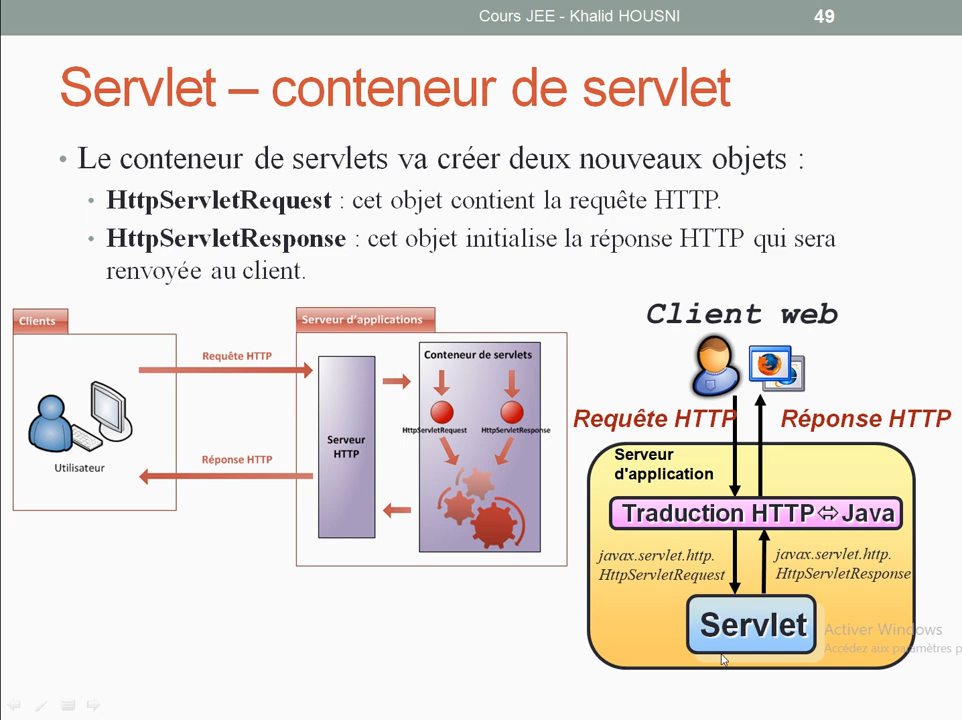 Cours JEE - Khalid HOUSNI
49
Servlet – conteneur de servlet
• Le conteneur de servlets va créer deux nouveaux objets :
• HttpServletRequest : cet objet contient la requête HTTP.
• HttpServletResponse : cet objet initialise la réponse HTTP qui sera
renvoyée au client.
Clients
Utilisateur
Requête HTTP
Réponse HTTP
Serveur d'applications
Serveur
HTTP
Conteneur de servlets
HttpServletRequest
HttpServletResponse
Client web
Requête HTTP
Réponse HTTP
Serveur
d'application
Traduction HTTP⇔Java
javax.servlet.http.
HttpServletRequest
javax.servlet.http.
HttpServletResponse
Servlet
Activer Windows
Accédez aux paramètres p